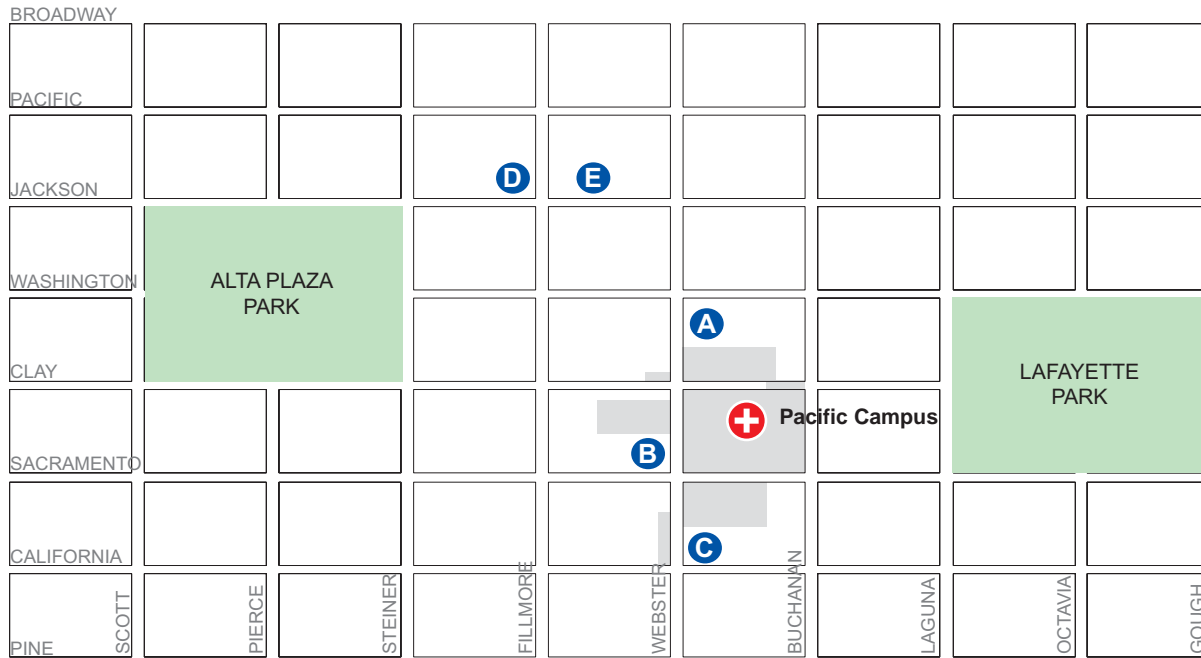 BROADWAY
PACIFIC
D
E
JACKSON
WASHINGTON
ALTA PLAZA
PARK
A
CLAY
LAFAYETTE
PARK
Pacific Campus
B
SACRAMENTO
C
CALIFORNIA
SCOTT
PIERCE
STEINER
FILLMORE
WEBSTER
BUCHANAN
LAGUNA
OCTAVIA
GOUGH
PINE